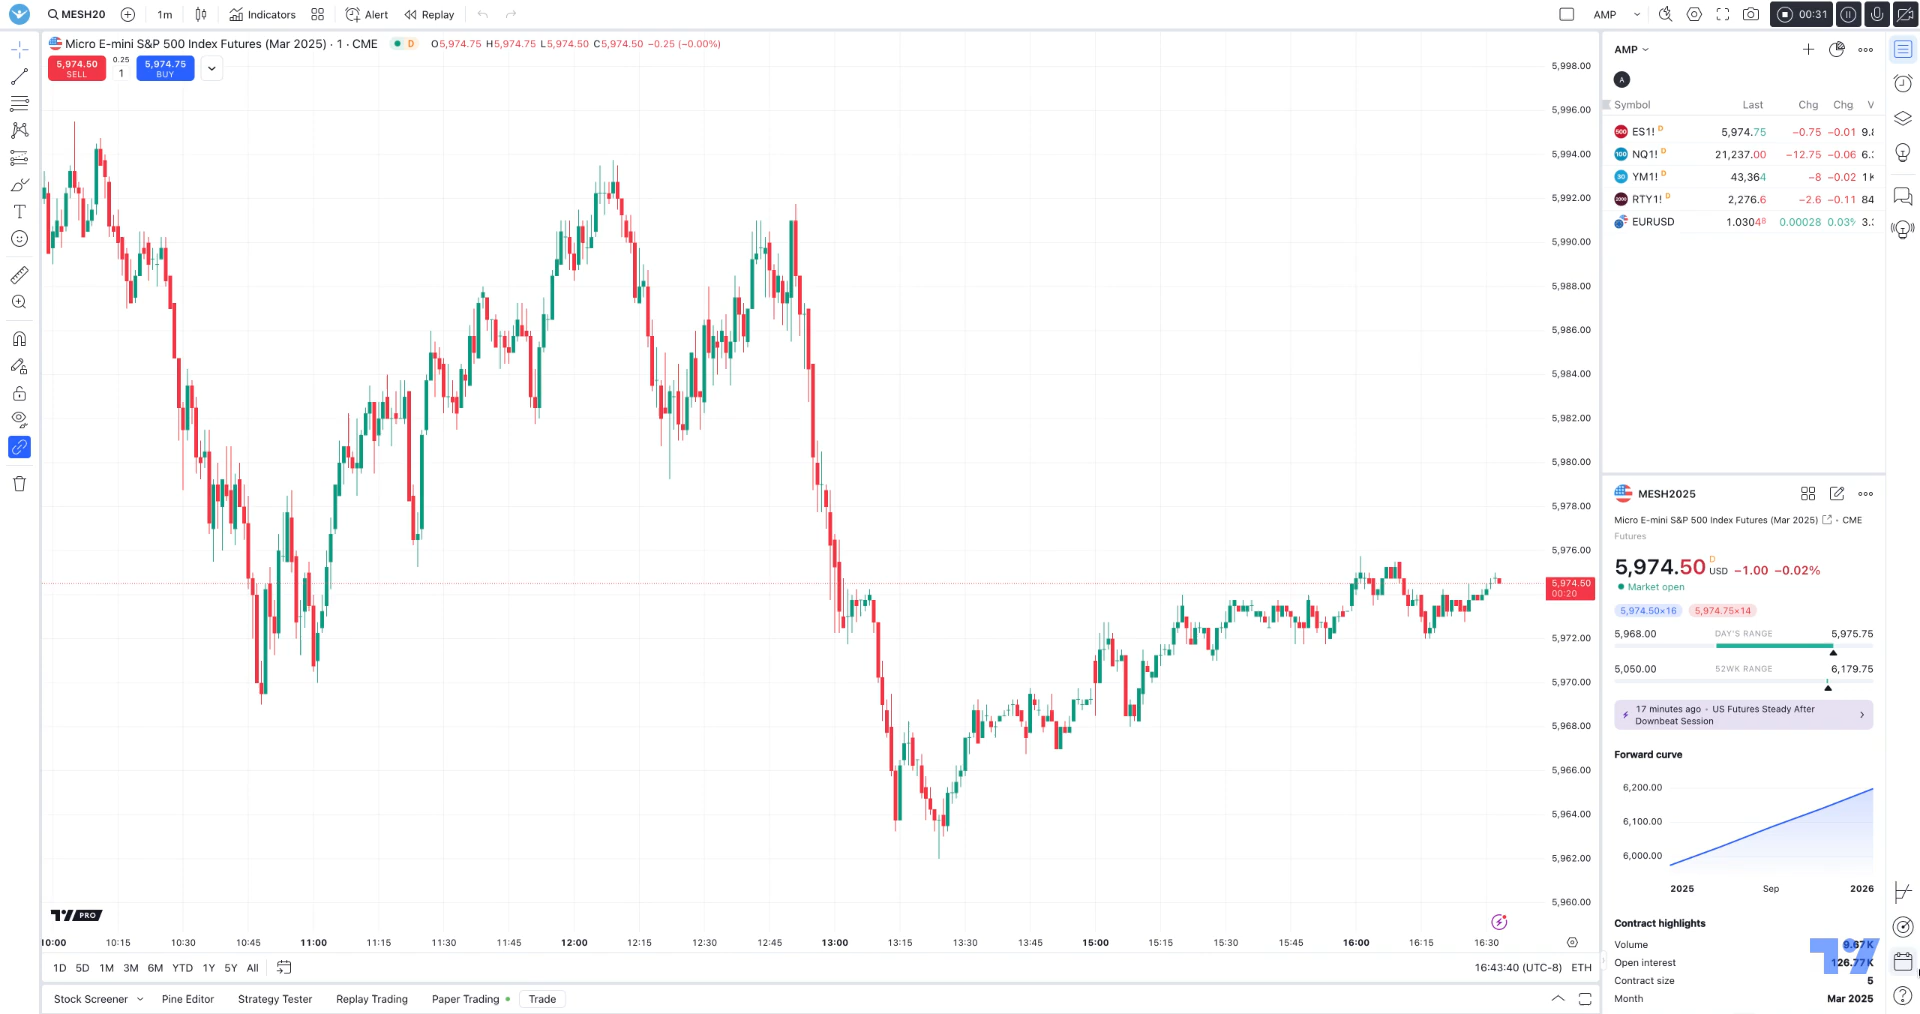 MESH20 1m Indicators Alert Replay AMP 00:31
Micro E-mini S&P 500 Index Futures (Mar 2025) · 1 · CME D O5,974.75 H5,974.75 L5,974.50 C5,974.50 −0.25 (−0.00%)
5,974.50 0.25 5,974.75
SELL 1 BUY
5,998.00
5,996.00
5,994.00
5,992.00
5,990.00
5,988.00
5,986.00
5,984.00
5,982.00
5,980.00
5,978.00
5,976.00
5,974.50
00:20
5,972.00
5,970.00
5,968.00
5,966.00
5,964.00
5,962.00
5,960.00
PRO
10:00 10:15 10:30 10:45 11:00 11:15 11:30 11:45 12:00 12:15 12:30 12:45 13:00 13:15 13:30 13:45 15:00 15:15 15:30 15:45 16:00 16:15 16:30
1D 5D 1M 3M 6M YTD 1Y 5Y All 16:43:40 (UTC-8) ETH
Stock Screener Pine Editor Strategy Tester Replay Trading Paper Trading Trade
AMP
A
Symbol Last Chg Chg V
500 ES1! D 5,974.75 −0.75 −0.01
100 NQ1! D 21,237.00 −12.75 −0.06
30 YM1! D 43,364 −8 −0.02
2000 RTY1! D 2,276.6 −2.6 −0.11 84
EURUSD 1.03048 0.00028 0.03%
MESH2025
Micro E-mini S&P 500 Index Futures (Mar 2025) · CME
Futures
5,974.50 D USD −1.00 −0.02%
Market open
5,974.50×16 5,974.75×14
5,968.00 DAY'S RANGE 5,975.75
5,050.00 52WK RANGE 6,179.75
17 minutes ago · US Futures Steady After
Downbeat Session
Forward curve
6,200.00
6,100.00
6,000.00
2025 Sep 2026
Contract highlights
Volume 9.67K
Open interest 126.77K
Contract size 5
Month Mar 2025